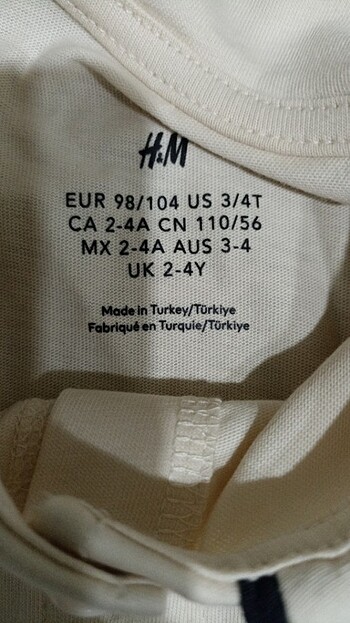 H&M
EUR 98/104 US 3/4T
CA 2-4A CN 110/56
MX 2-4A AUS 3-4
UK 2-4Y
Made in Turkey/Türkiye
Fabriqué en Turquie/Türkiye